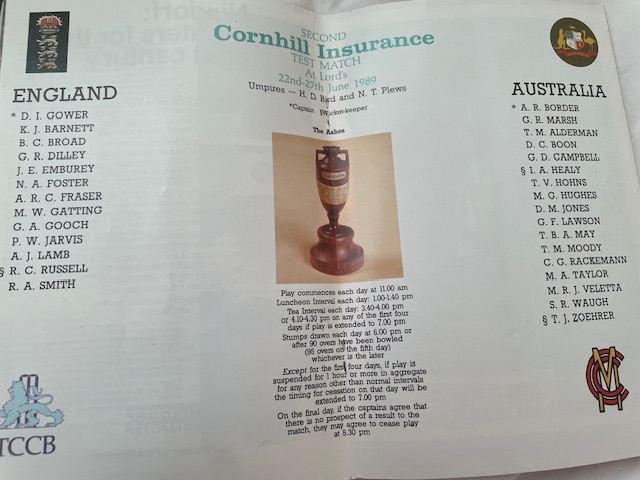 SECOND
Cornhill Insurance
TEST MATCH
At Lord's
22nd-27th June 1989
Umpires — H. D. Bird and N. T. Plews
*Captain §Wicket-keeper
The Ashes
ENGLAND
* D. I. GOWER
K. J. BARNETT
B. C. BROAD
G. R. DILLEY
J. E. EMBUREY
N. A. FOSTER
A. R. C. FRASER
M. W. GATTING
G. A. GOOCH
P. W. JARVIS
A. J. LAMB
§ R. C. RUSSELL
R. A. SMITH
TCCB
Play commences each day at 11.00 am
Luncheon Interval each day: 1.00-1.40 pm
Tea Interval each day: 3.40-4.00 pm
or 4.10-4.30 pm on any of the first four
days if play is extended to 7.00 pm
Stumps drawn each day at 6.00 pm or
after 90 overs have been bowled
(95 overs on the fifth day)
whichever is the later
Except for the first four days, if play is
suspended for 1 hour or more in aggregate
for any reason other than normal intervals
the timing for cessation on that day will be
extended to 7.00 pm
On the final day, if the captains agree that
there is no prospect of a result to the
match, they may agree to cease play
at 5.30 pm
AUSTRALIA
* A. R. BORDER
G. R. MARSH
T. M. ALDERMAN
D. C. BOON
G. D. CAMPBELL
§ I. A. HEALY
T. V. HOHNS
M. G. HUGHES
D. M. JONES
G. F. LAWSON
T. B. A. MAY
T. M. MOODY
C. G. RACKEMANN
M. A. TAYLOR
M. R. J. VELETTA
S. R. WAUGH
§ T. J. ZOEHRER
MCC